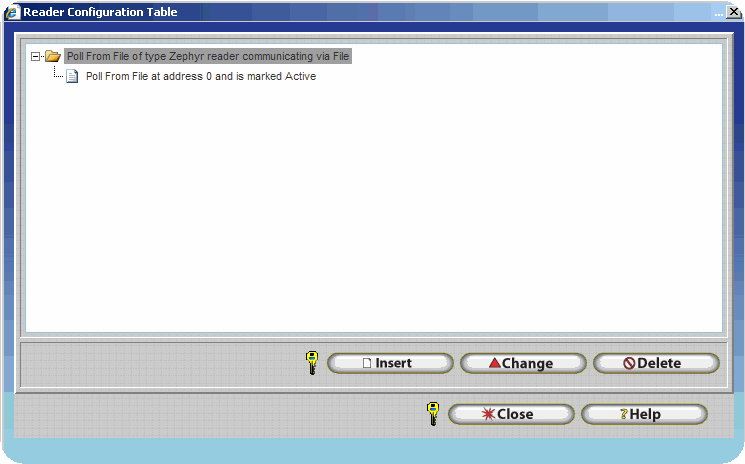 Reader Configuration Table
Poll From File of type Zephyr reader communicating via File
Poll From File at address 0 and is marked Active
Insert
Change
Delete
Close
?Help